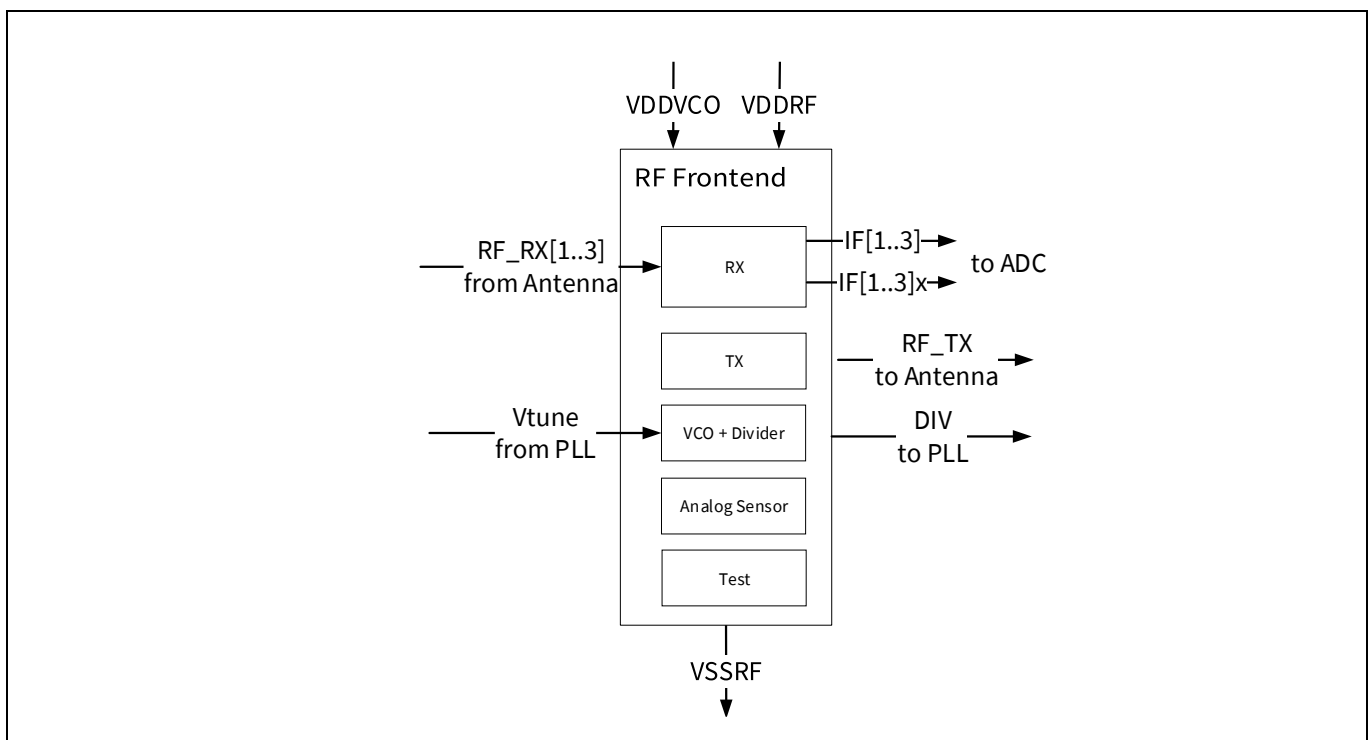 VDDVCO VDDRF
RF Frontend
RF_RX[1..3]
from Antenna
RX
IF[1..3]
IF[1..3]x
to ADC
TX
RF_TX
to Antenna
Vtune
from PLL
VCO + Divider
DIV
to PLL
Analog Sensor
Test
VSSRF